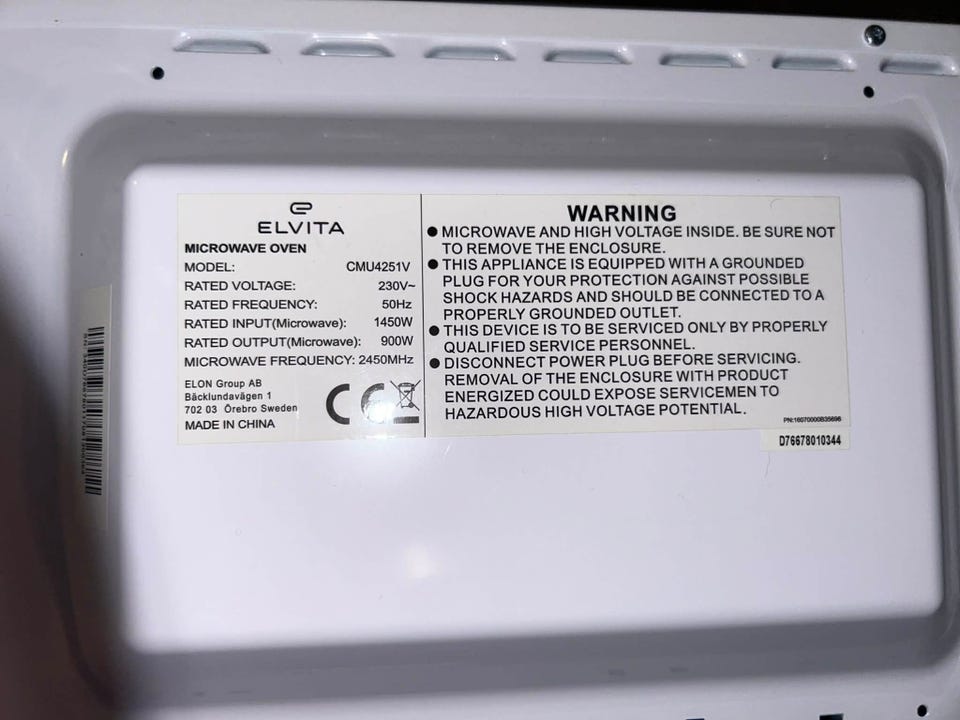 ELVITA
MICROWAVE OVEN
MODEL: CMU4251V
RATED VOLTAGE: 230V~
RATED FREQUENCY: 50Hz
RATED INPUT(Microwave): 1450W
RATED OUTPUT(Microwave): 900W
MICROWAVE FREQUENCY: 2450MHz
ELON Group AB
Bäcklundavägen 1
702 03 Örebro Sweden
MADE IN CHINA
CE
WARNING
● MICROWAVE AND HIGH VOLTAGE INSIDE. BE SURE NOT
TO REMOVE THE ENCLOSURE.
● THIS APPLIANCE IS EQUIPPED WITH A GROUNDED
PLUG FOR YOUR PROTECTION AGAINST POSSIBLE
SHOCK HAZARDS AND SHOULD BE CONNECTED TO A
PROPERLY GROUNDED OUTLET.
● THIS DEVICE IS TO BE SERVICED ONLY BY PROPERLY
QUALIFIED SERVICE PERSONNEL.
● DISCONNECT POWER PLUG BEFORE SERVICING.
REMOVAL OF THE ENCLOSURE WITH PRODUCT
ENERGIZED COULD EXPOSE SERVICEMEN TO
HAZARDOUS HIGH VOLTAGE POTENTIAL.
PN:16070000B35698
D76678010344